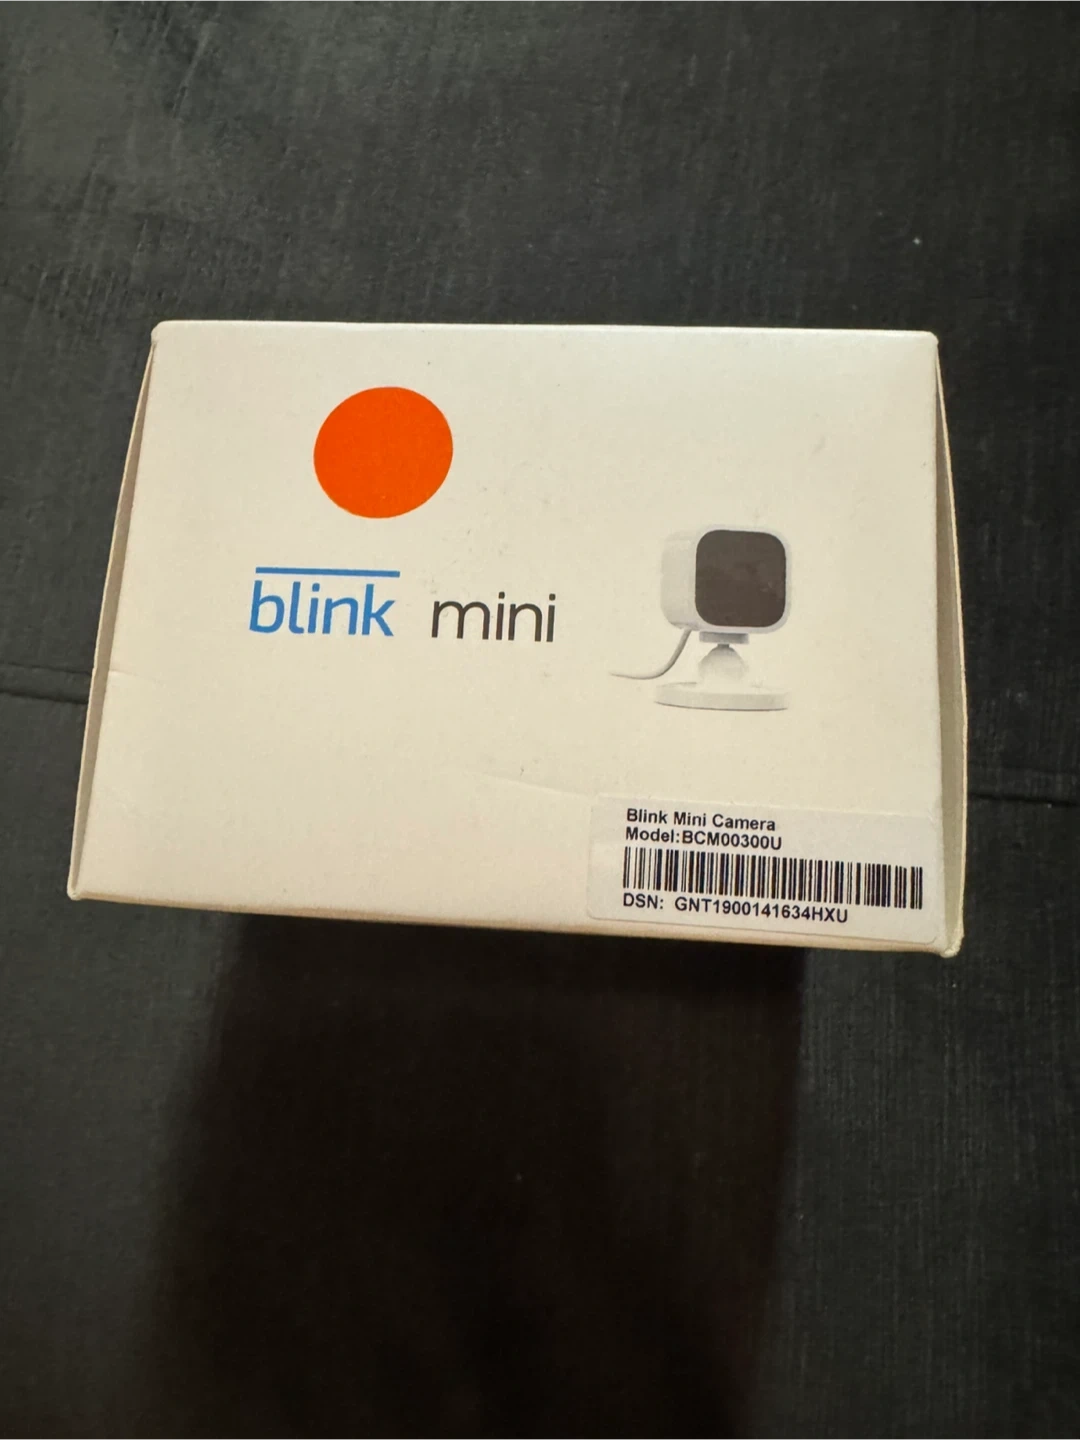 blink mini
Blink Mini Camera
Model:BCM00300U
DSN: GNT1900141634HXU